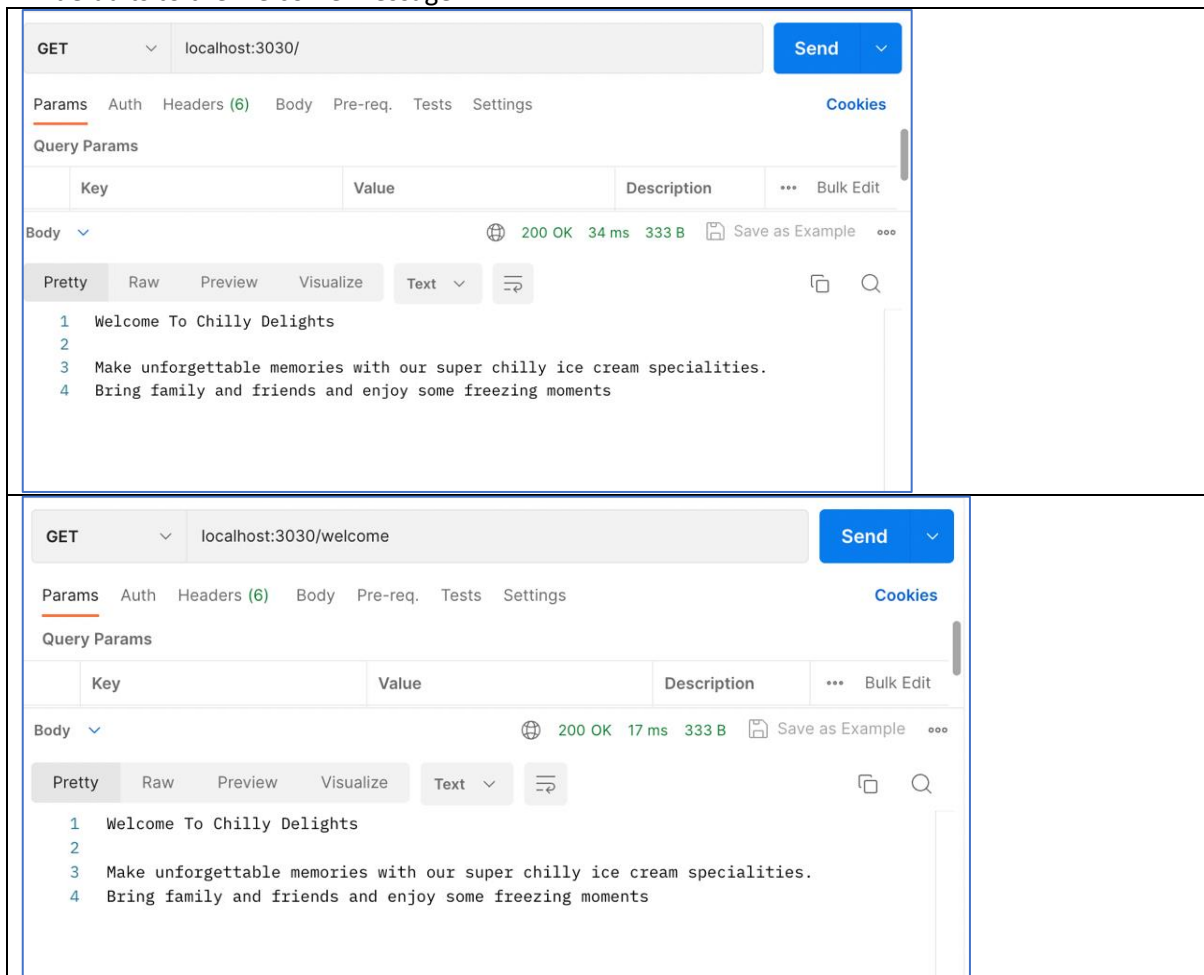 GET localhost:3030/ Send
Params Auth Headers (6) Body Pre-req. Tests Settings Cookies
Query Params
Key Value Description ••• Bulk Edit
Body 200 OK 34 ms 333 B Save as Example
Pretty Raw Preview Visualize Text
1 Welcome To Chilly Delights
2
3 Make unforgettable memories with our super chilly ice cream specialities.
4 Bring family and friends and enjoy some freezing moments
GET localhost:3030/welcome Send
Params Auth Headers (6) Body Pre-req. Tests Settings Cookies
Query Params
Key Value Description ••• Bulk Edit
Body 200 OK 17 ms 333 B Save as Example
Pretty Raw Preview Visualize Text
1 Welcome To Chilly Delights
2
3 Make unforgettable memories with our super chilly ice cream specialities.
4 Bring family and friends and enjoy some freezing moments